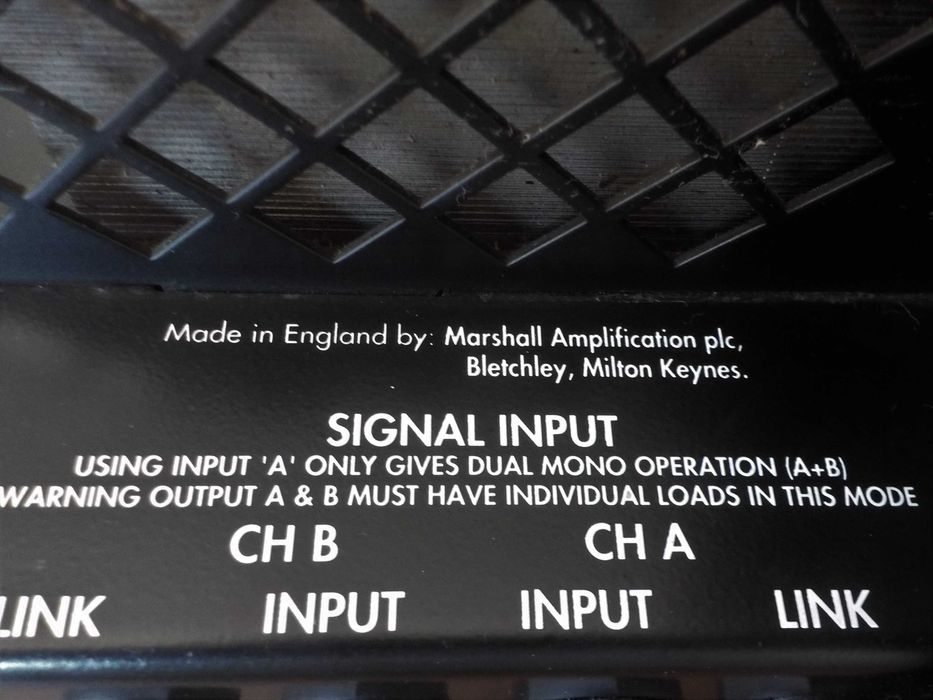 Made in England by: Marshall Amplification plc,
Bletchley, Milton Keynes.
SIGNAL INPUT
USING INPUT 'A' ONLY GIVES DUAL MONO OPERATION (A+B)
WARNING OUTPUT A & B MUST HAVE INDIVIDUAL LOADS IN THIS MODE
CH B CH A
LINK INPUT INPUT LINK